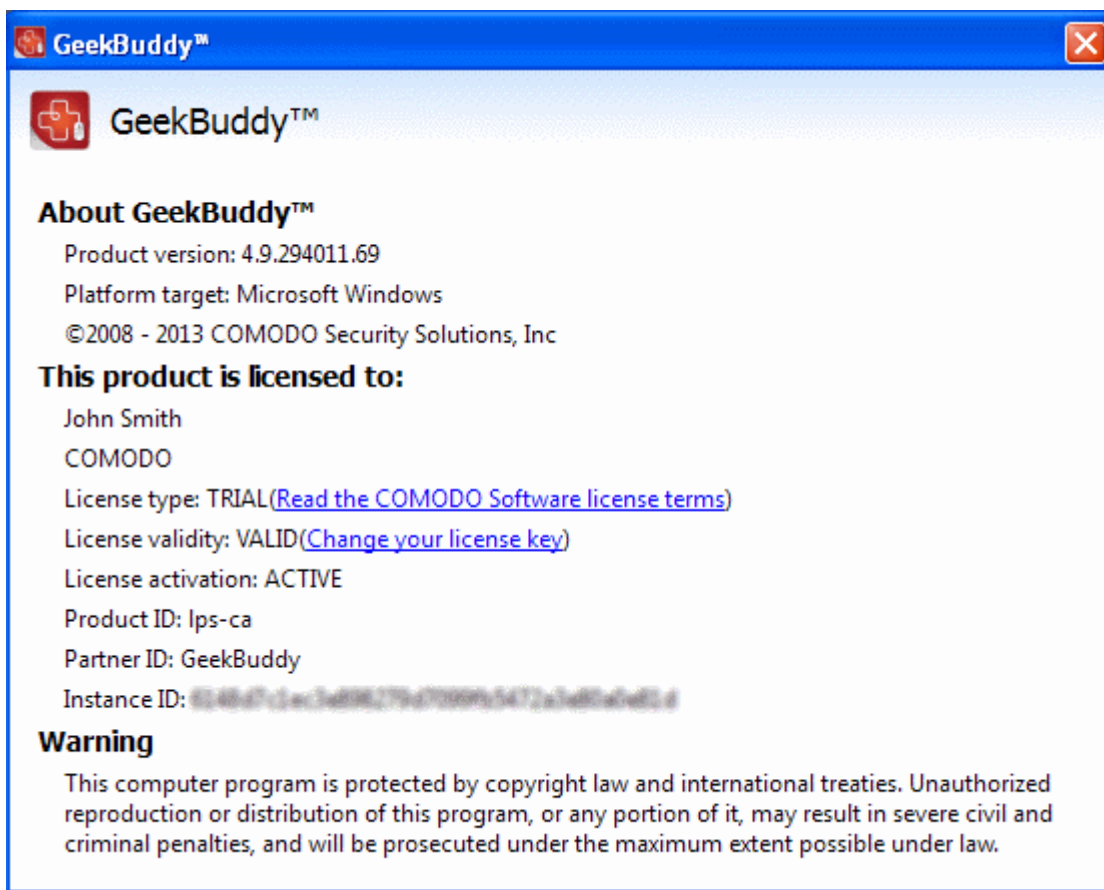 GeekBuddy™
GeekBuddy™
About GeekBuddy™
Product version: 4.9.294011.69
Platform target: Microsoft Windows
©2008 - 2013 COMODO Security Solutions, Inc
This product is licensed to:
John Smith
COMODO
License type: TRIAL(Read the COMODO Software license terms)
License validity: VALID(Change your license key)
License activation: ACTIVE
Product ID: lps-ca
Partner ID: GeekBuddy
Instance ID:
Warning
This computer program is protected by copyright law and international treaties. Unauthorized
reproduction or distribution of this program, or any portion of it, may result in severe civil and
criminal penalties, and will be prosecuted under the maximum extent possible under law.